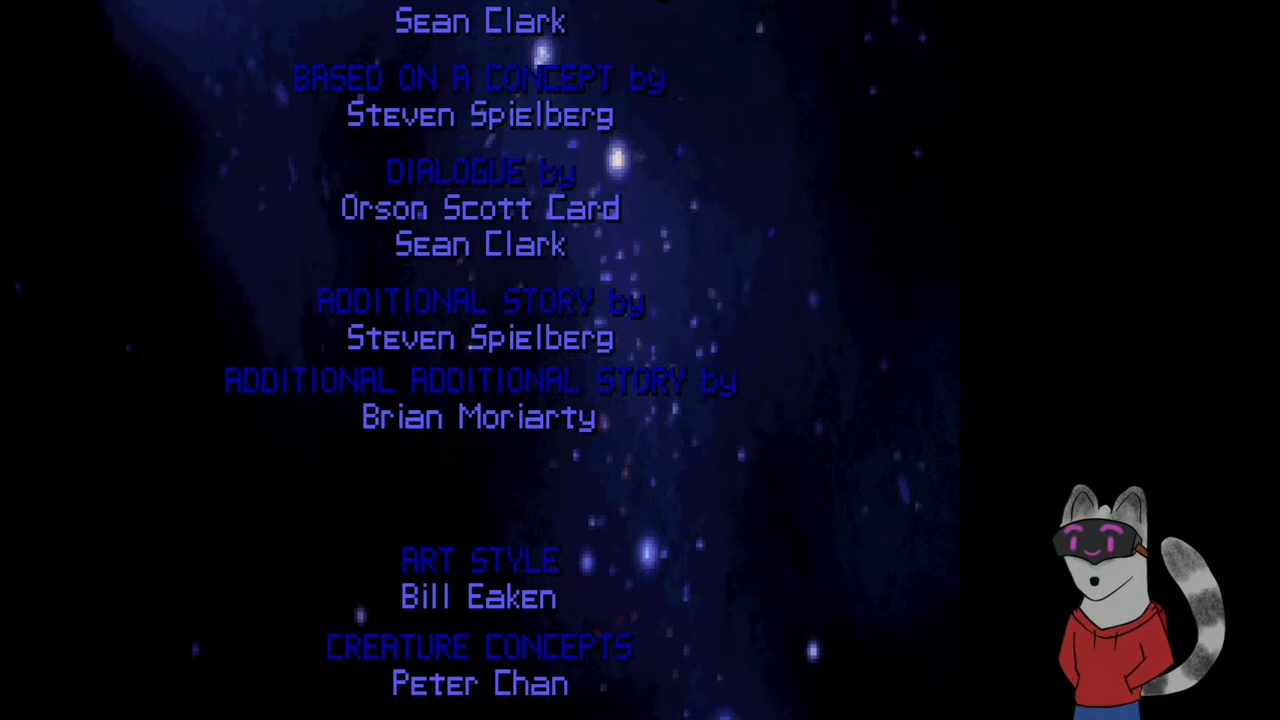 Sean Clark
BASED ON A CONCEPT by
Steven Spielberg
DIALOGUE by
Orson Scott Card
Sean Clark
ADDITIONAL STORY by
Steven Spielberg
ADDITIONAL ADDITIONAL STORY by
Brian Moriarty
ART STYLE
Bill Eaken
CREATURE CONCEPTS
Peter Chan